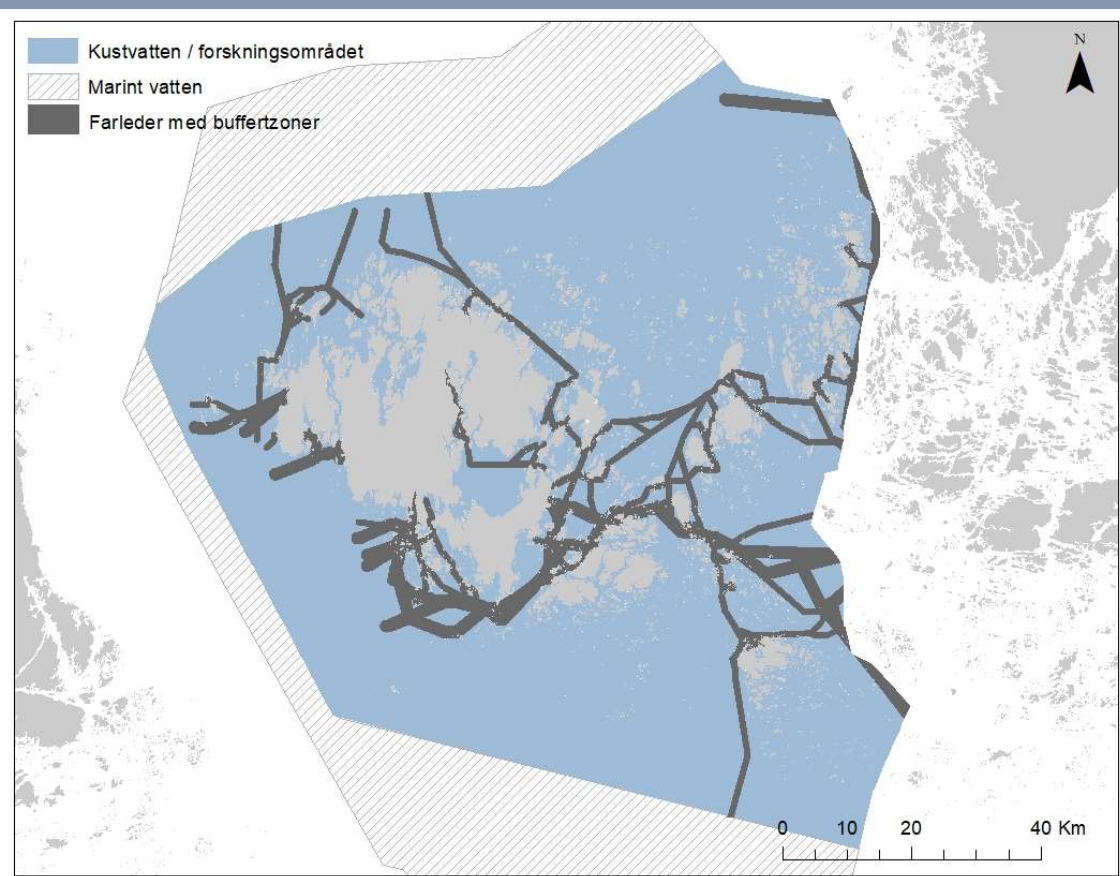 Kustvatten / forskningsområdet
Marint vatten
Farleder med buffertzoner
N
0 10 20 40 Km